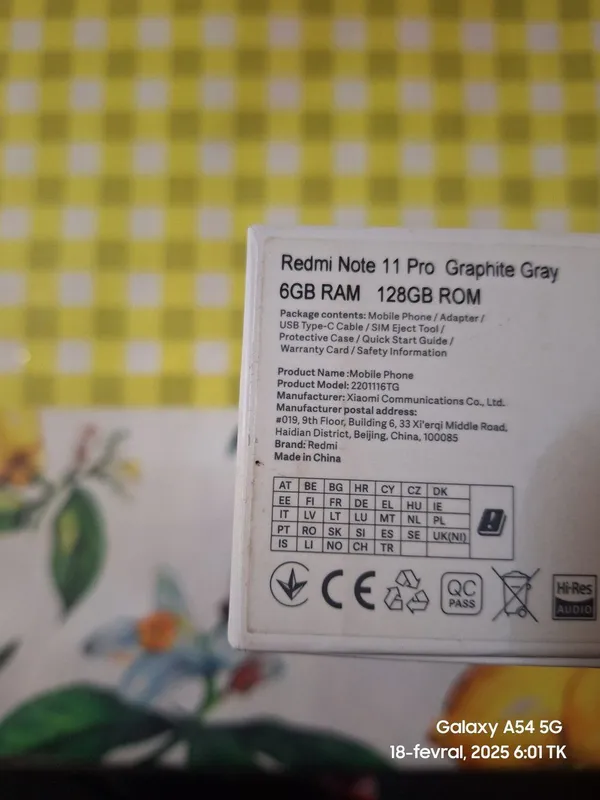 Redmi Note 11 Pro Graphite Gray
6GB RAM 128GB ROM
Package contents: Mobile Phone / Adapter /
USB Type-C Cable / SIM Eject Tool /
Protective Case / Quick Start Guide /
Warranty Card / Safety Information
Product Name :Mobile Phone
Product Model: 2201116TG
Manufacturer: Xiaomi Communications Co., Ltd.
Manufacturer postal address:
#019, 9th Floor, Building 6, 33 Xi'erqi Middle Road,
Haidian District, Beijing, China, 100085
Brand: Redmi
Made in China
AT BE BG HR CY CZ DK
EE FI FR DE EL HU IE
IT LV LT LU MT NL PL
PT RO SK SI ES SE UK(NI)
IS LI NO CH TR
CE
QC
PASS
Hi-Res
AUDIO
Galaxy A54 5G
18-fevral, 2025 6:01 TK